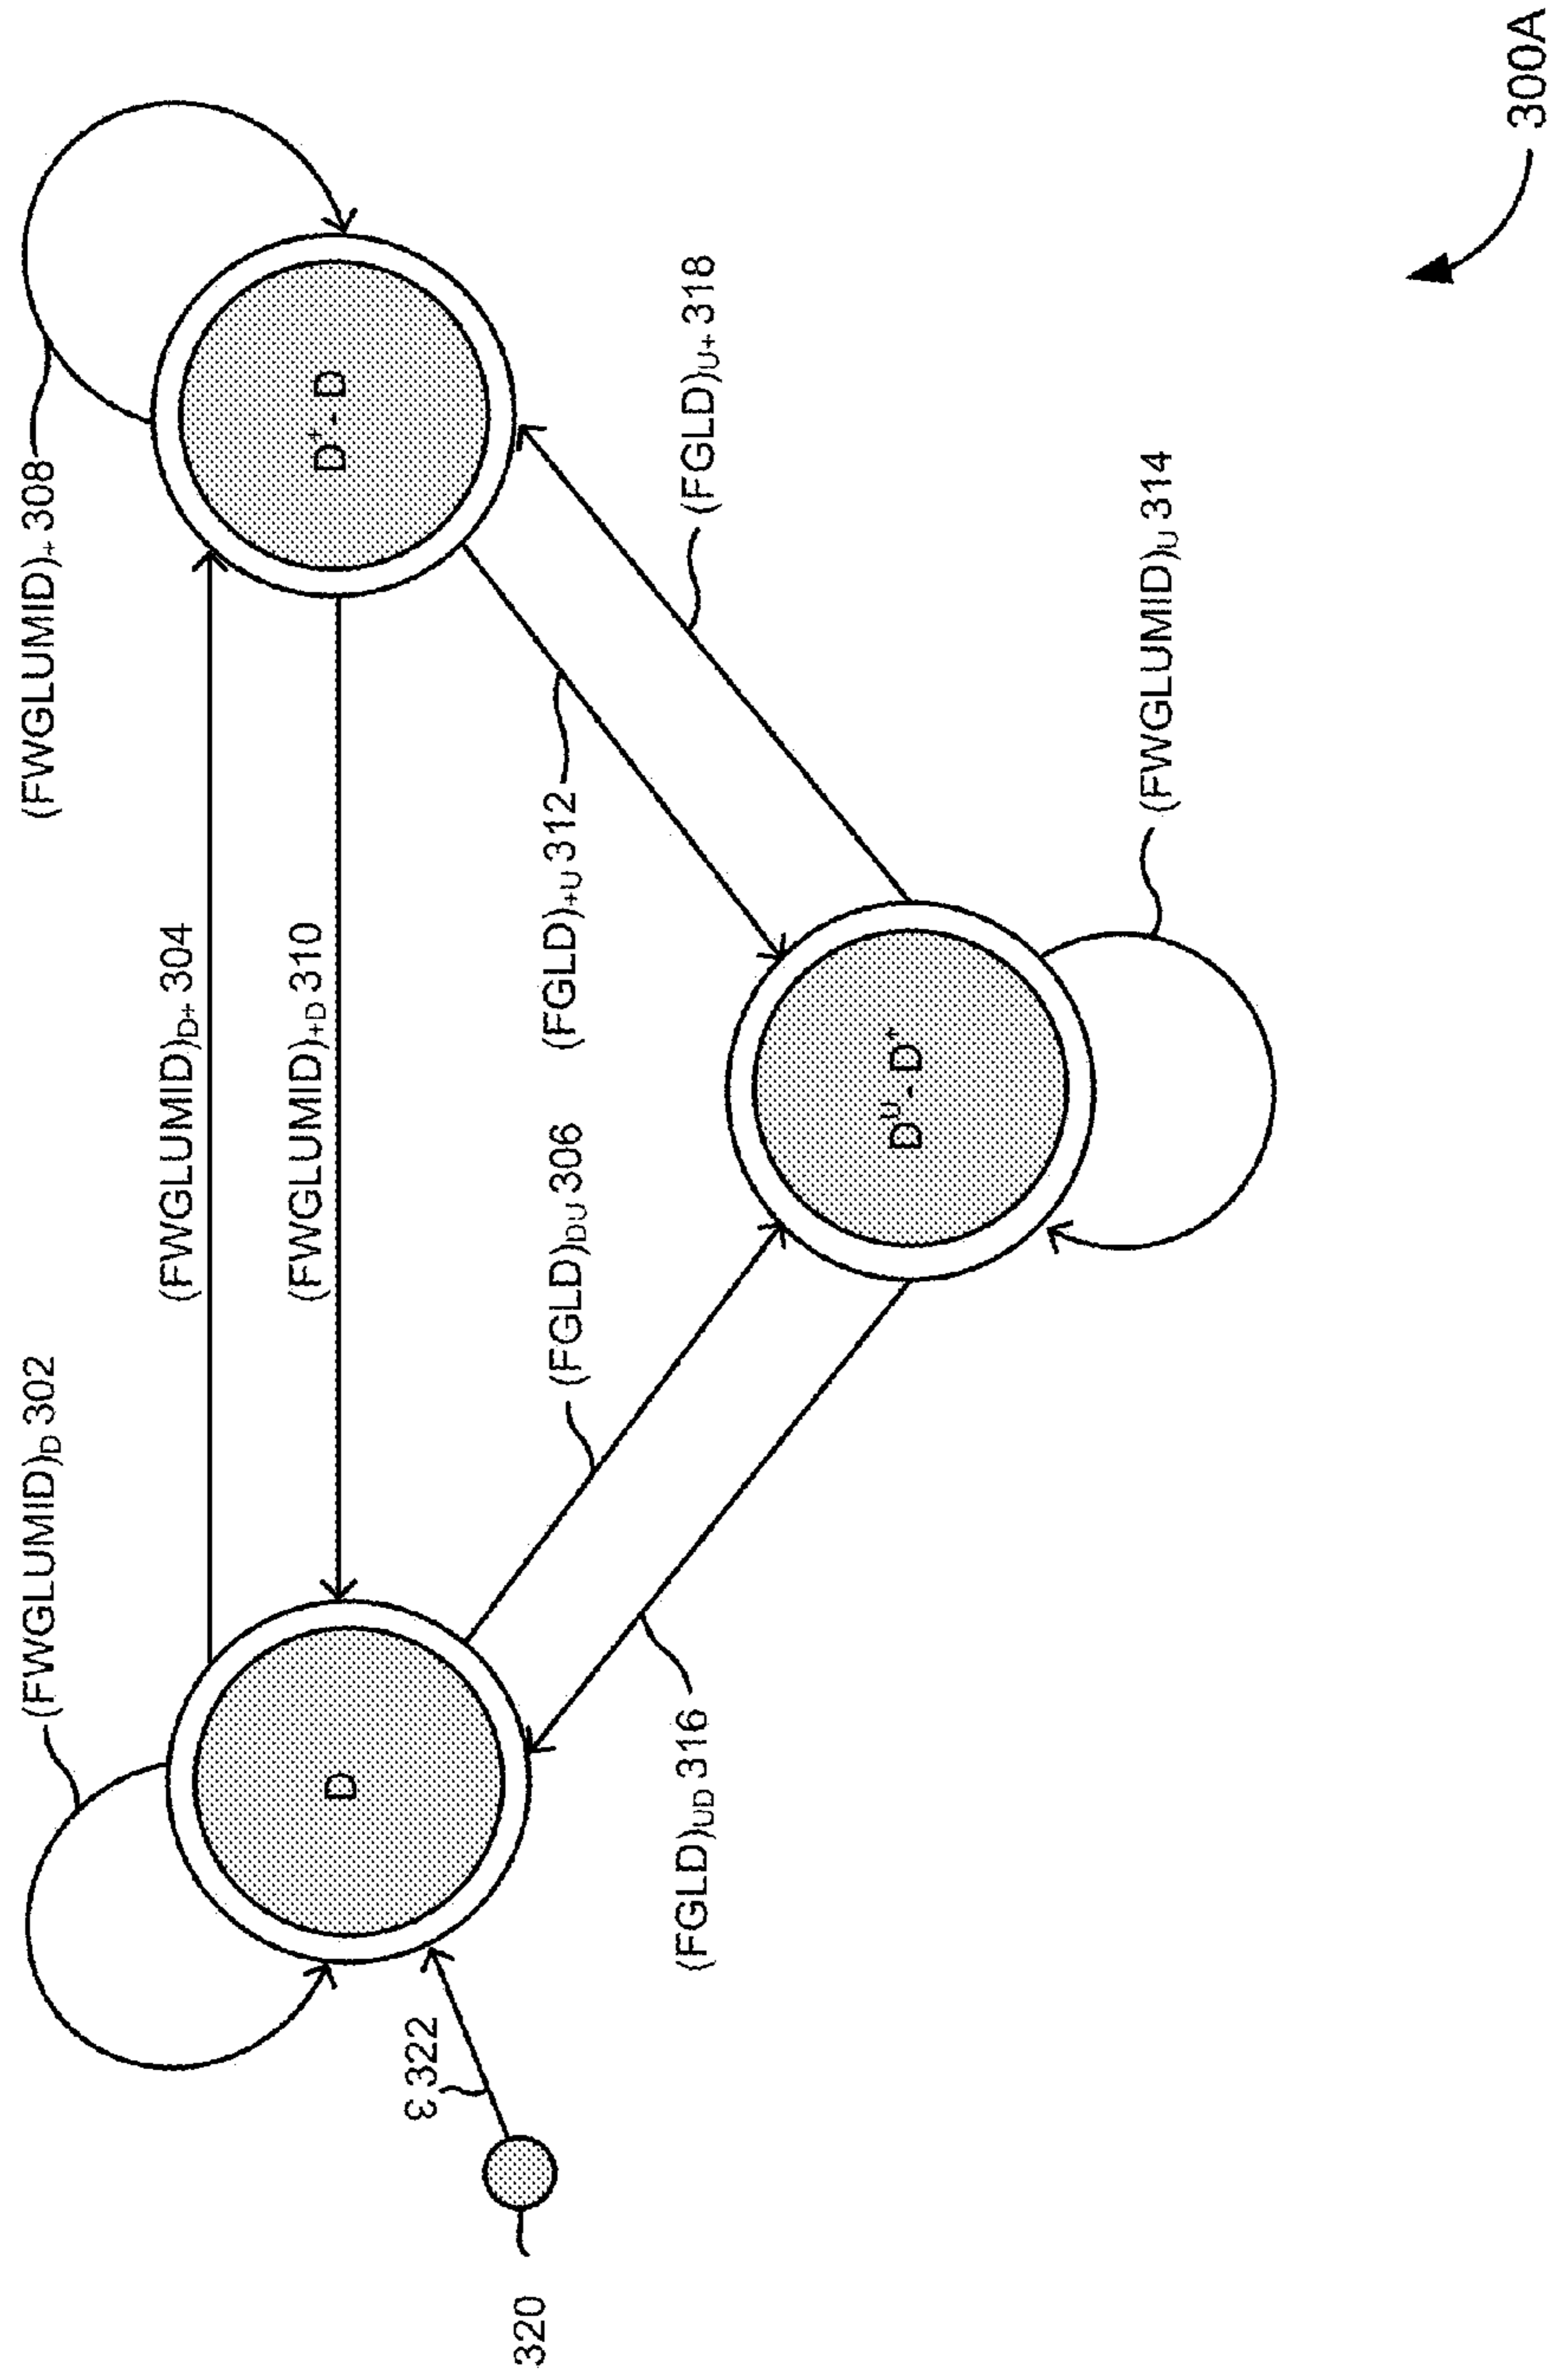 (FWGLUMID)D 302
(FWGLUMID)+ 308
(FWGLUMID)D+ 304
(FWGLUMID)+D 310
D
D+ - D
ε 322
320
(FGLD)DU 306
(FGLD)+U 312
(FGLD)UD 316
(FGLD)U+ 318
DU - D+
(FWGLUMID)U 314
300A